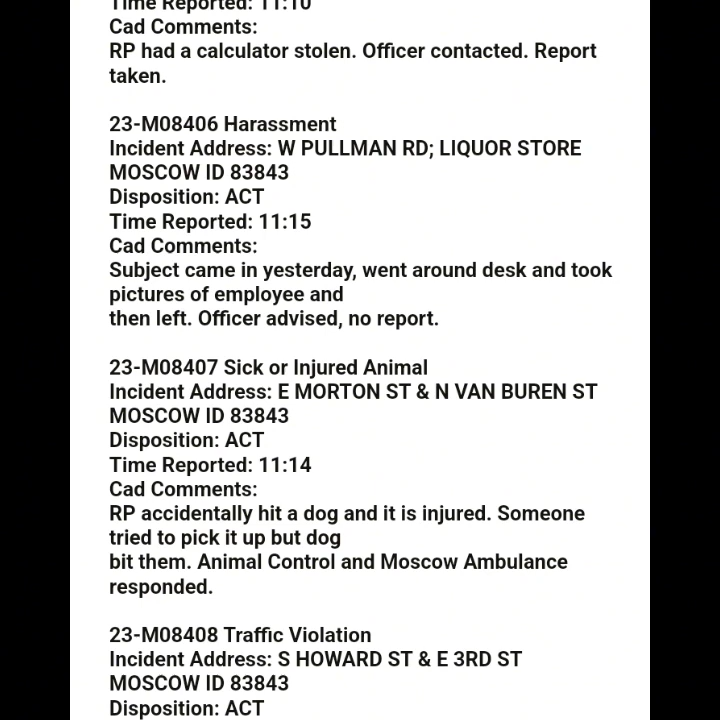 Time Reported: 11:10
Cad Comments:
RP had a calculator stolen. Officer contacted. Report
taken.
23-M08406 Harassment
Incident Address: W PULLMAN RD; LIQUOR STORE
MOSCOW ID 83843
Disposition: ACT
Time Reported: 11:15
Cad Comments:
Subject came in yesterday, went around desk and took
pictures of employee and
then left. Officer advised, no report.
23-M08407 Sick or Injured Animal
Incident Address: E MORTON ST & N VAN BUREN ST
MOSCOW ID 83843
Disposition: ACT
Time Reported: 11:14
Cad Comments:
RP accidentally hit a dog and it is injured. Someone
tried to pick it up but dog
bit them. Animal Control and Moscow Ambulance
responded.
23-M08408 Traffic Violation
Incident Address: S HOWARD ST & E 3RD ST
MOSCOW ID 83843
Disposition: ACT